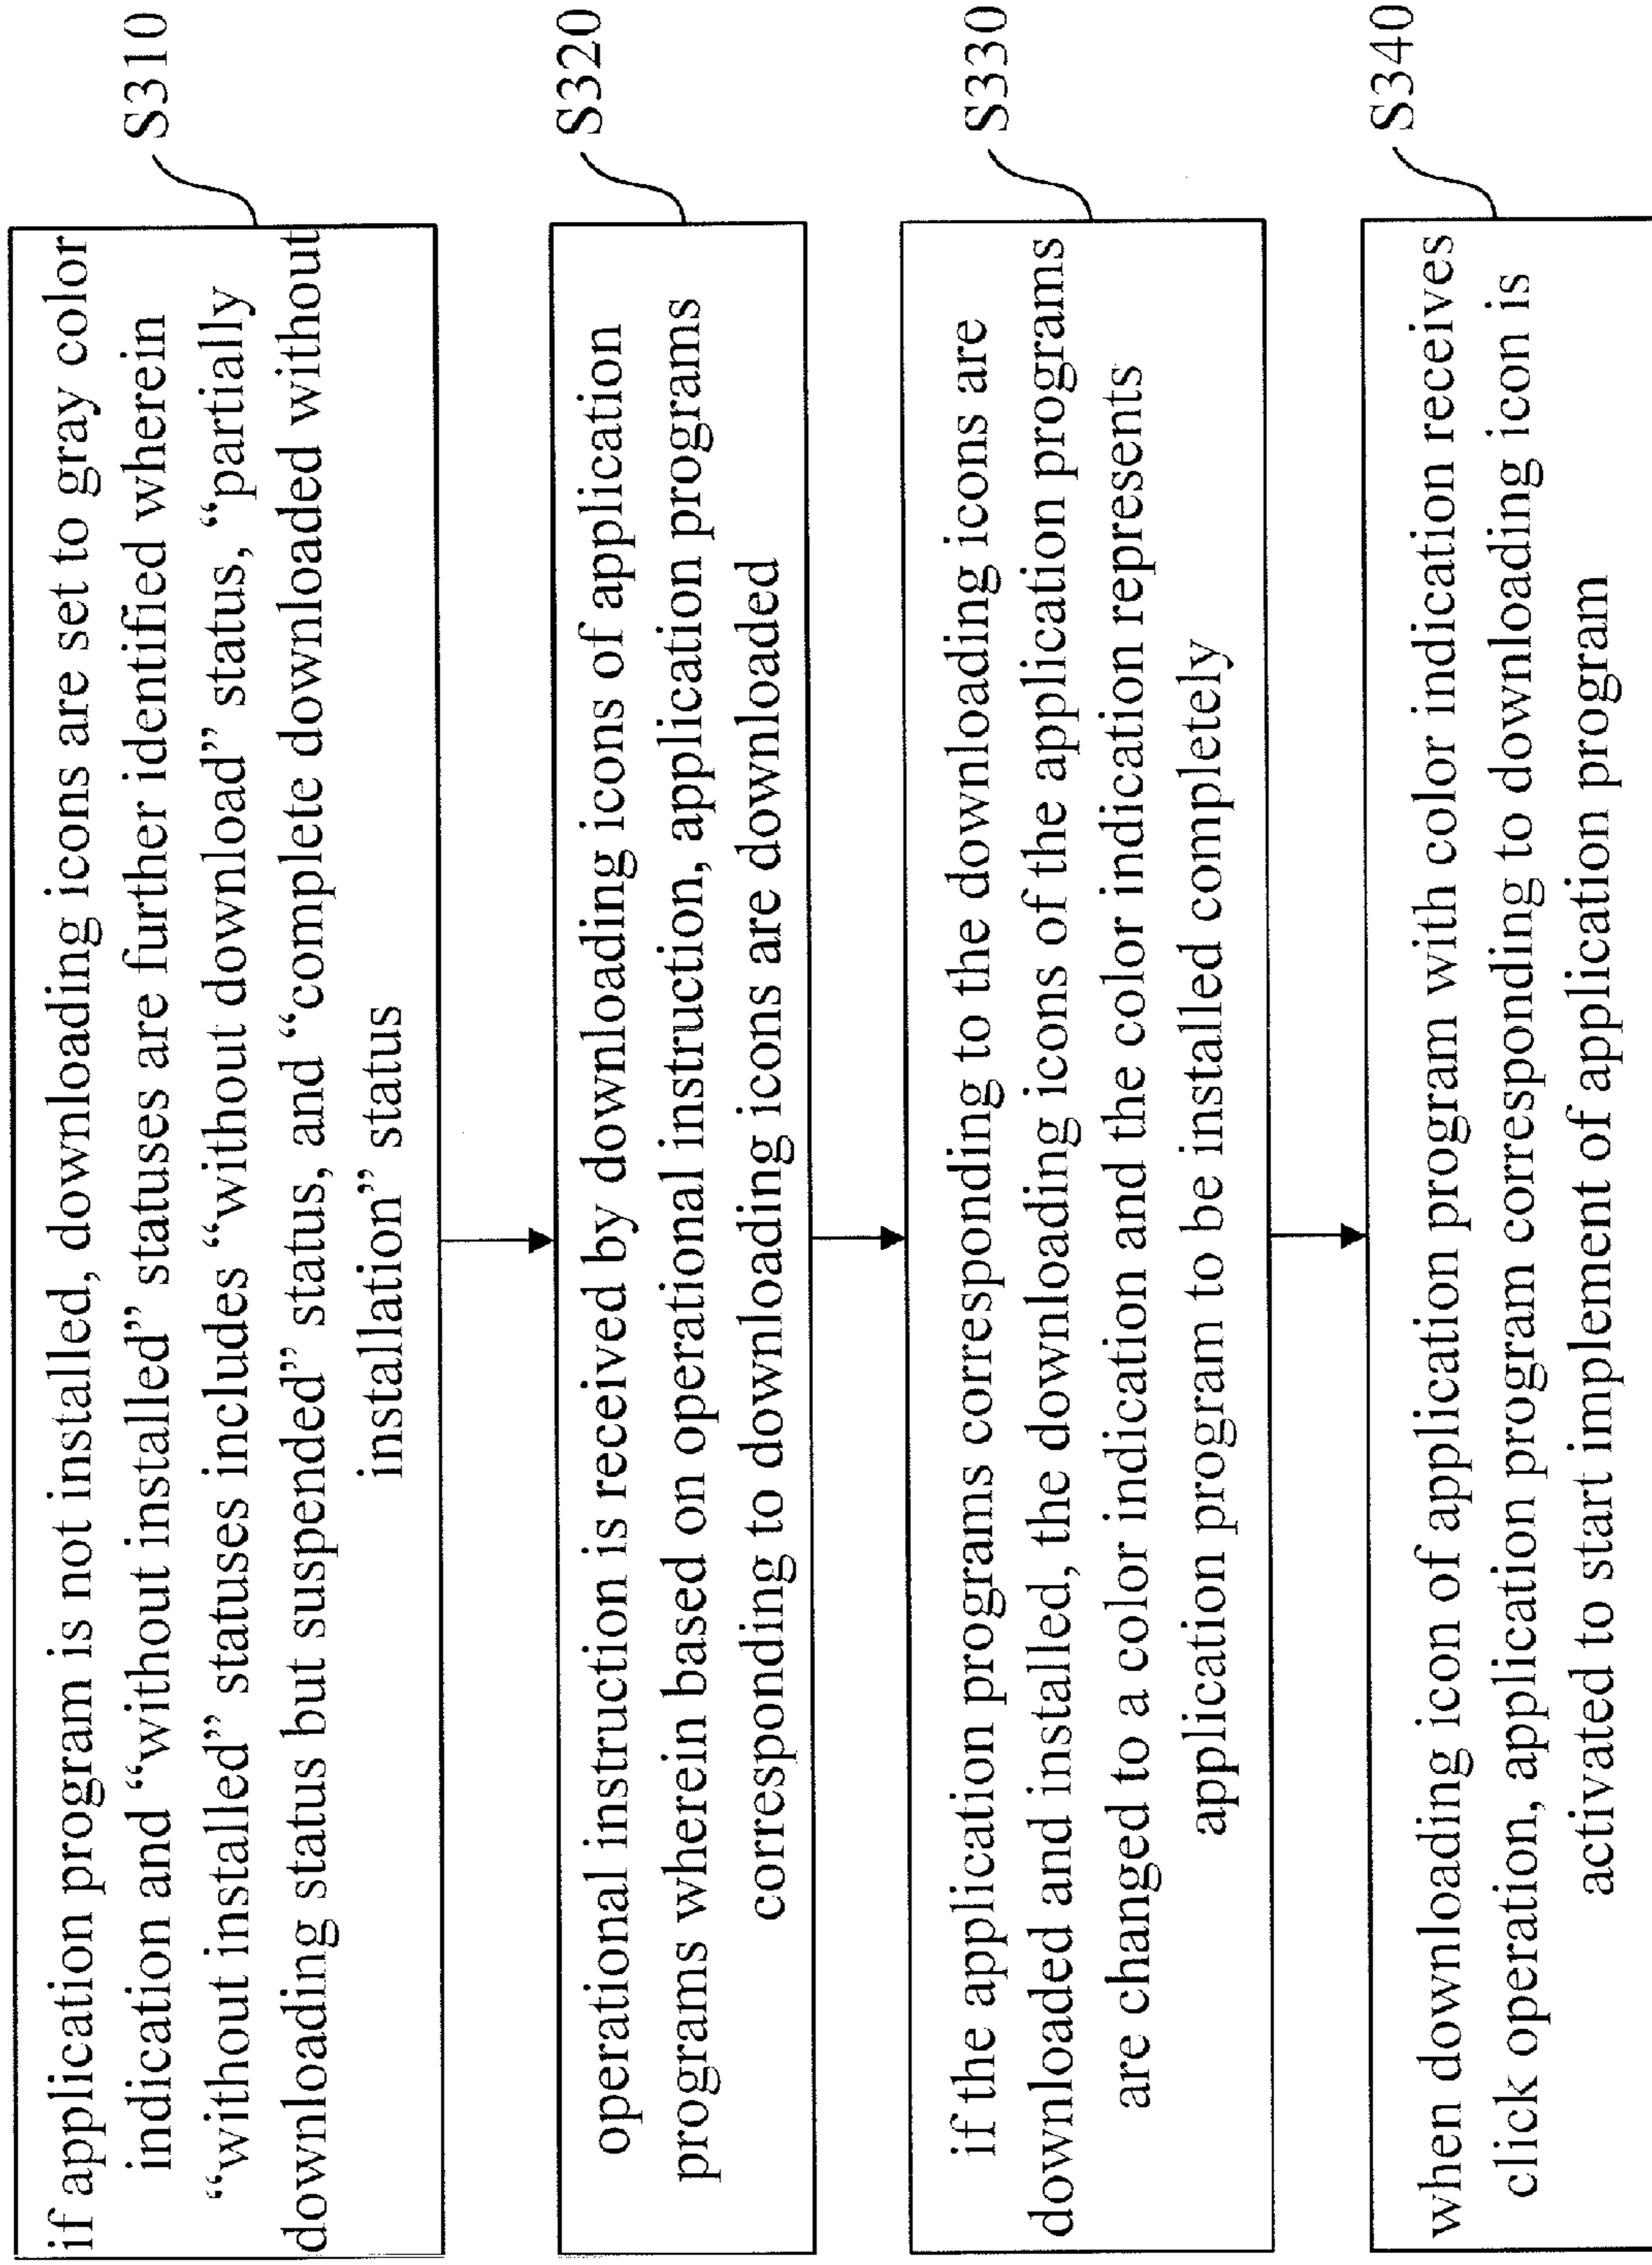 if application program is not installed, downloading icons are set to gray color
indication and “without installed” statuses are further identified wherein
“without installed” statuses includes “without download” status, “partially
downloading status but suspended” status, and “complete downloaded without
installation” status
S310
operational instruction is received by downloading icons of application
programs wherein based on operational instruction, application programs
corresponding to downloading icons are downloaded
S320
if the application programs corresponding to the downloading icons are
downloaded and installed, the downloading icons of the application programs
are changed to a color indication and the color indication represents
application program to be installed completely
S330
when downloading icon of application program with color indication receives
click operation, application program corresponding to downloading icon is
activated to start implement of application program
S340